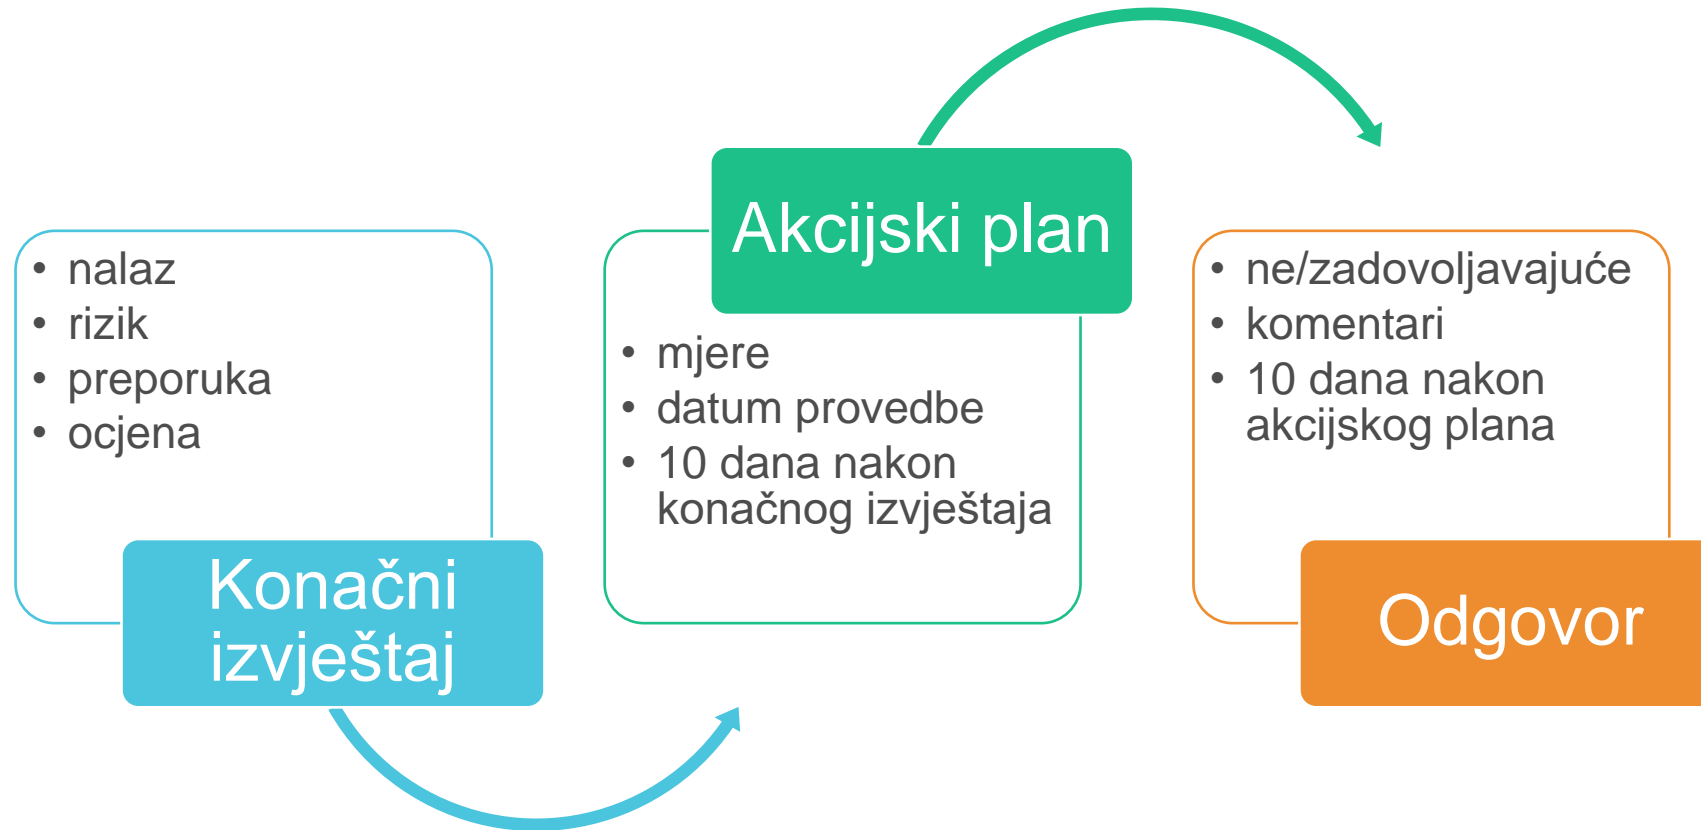 • nalaz
• rizik
• preporuka
• ocjena
Konačni
izvještaj
Akcijski plan
• mjere
• datum provedbe
• 10 dana nakon
konačnog izvještaja
• ne/zadovoljavajuće
• komentari
• 10 dana nakon
akcijskog plana
Odgovor